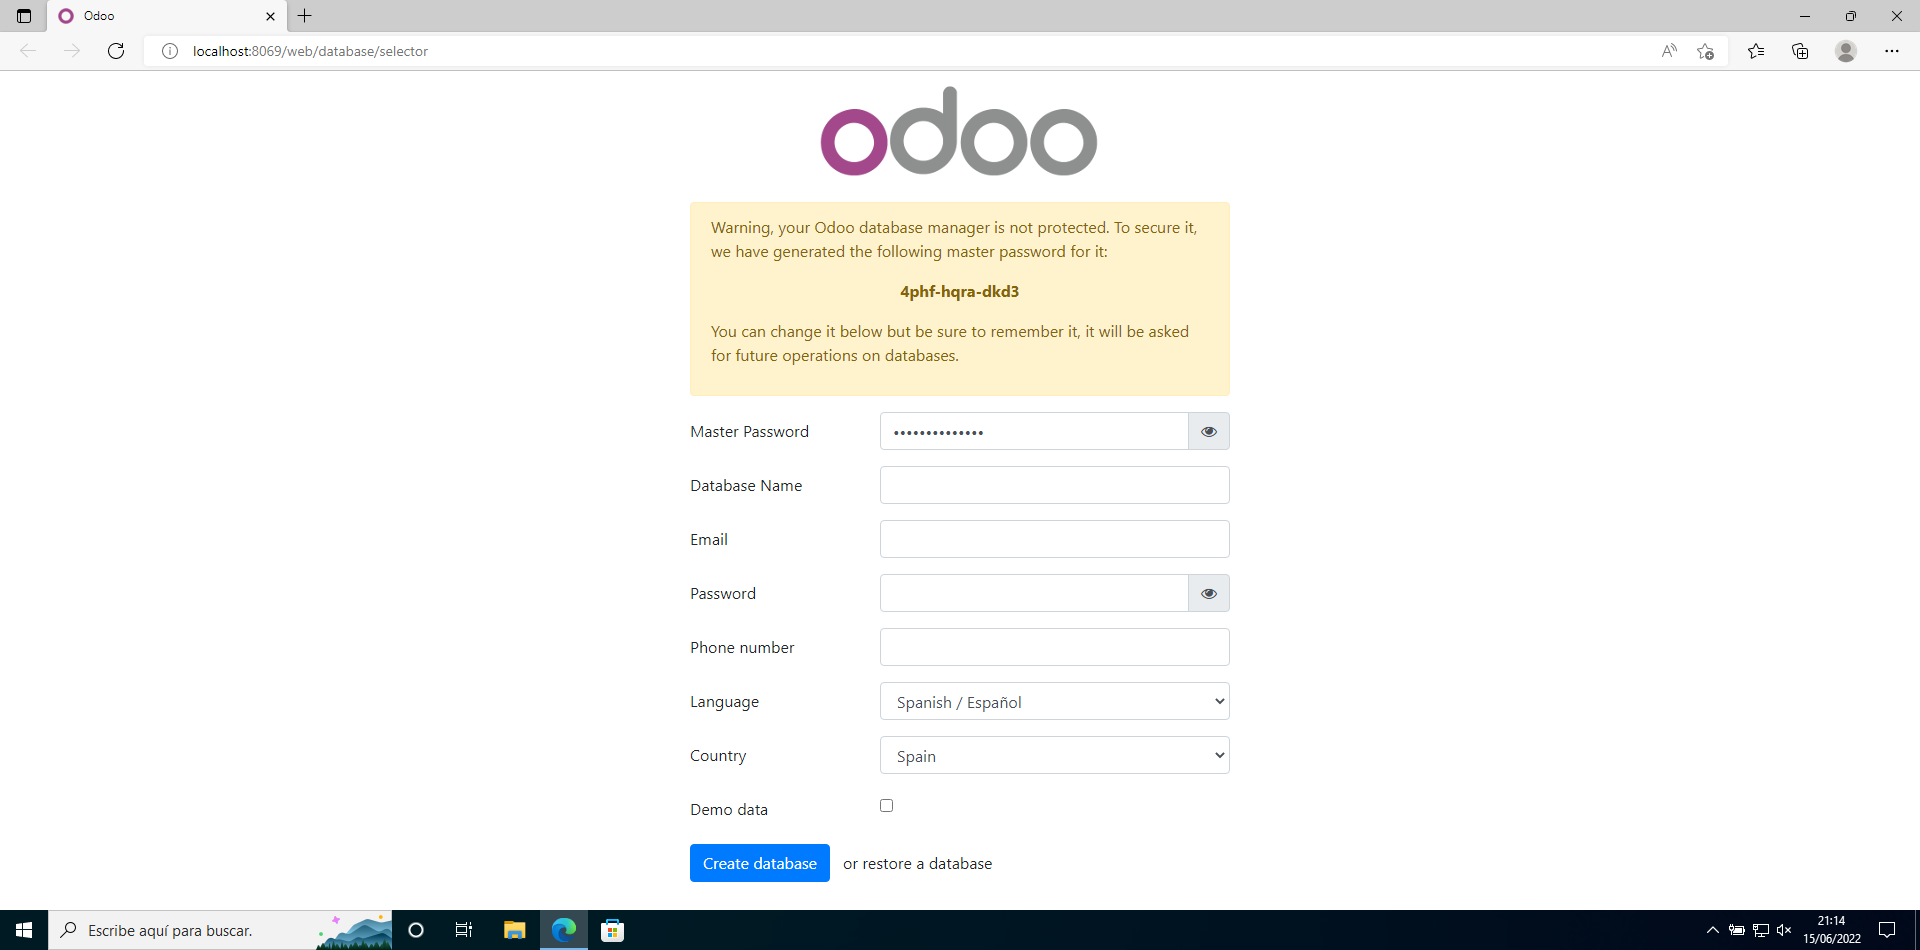 Odoo
localhost:8069/web/database/selector
odoo
Warning, your Odoo database manager is not protected. To secure it,
we have generated the following master password for it:
4phf-hqra-dkd3
You can change it below but be sure to remember it, it will be asked
for future operations on databases.
Master Password
••••••••••••••
Database Name
Email
Password
Phone number
Language
Spanish / Español
Country
Spain
Demo data
Create database or restore a database
Escribe aquí para buscar.
21:14
15/06/2022